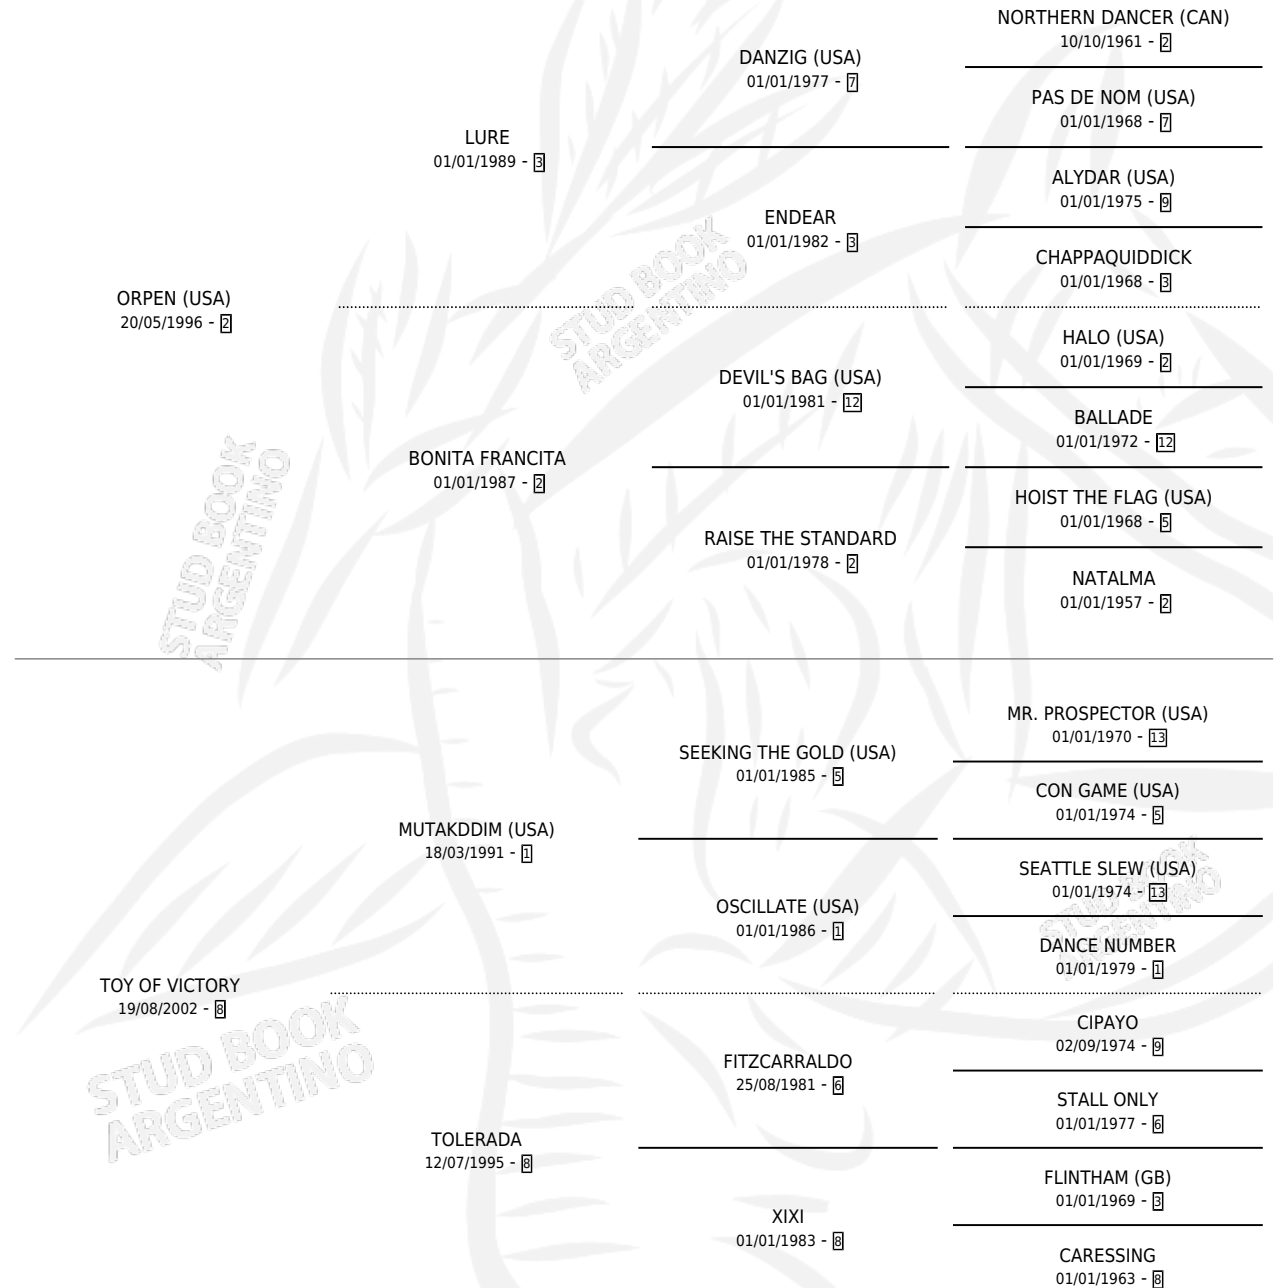 NORTHERN DANCER (CAN)
10/10/1961 - 2
DANZIG (USA)
01/01/1977 - 7
PAS DE NOM (USA)
01/01/1968 - 7
LURE
01/01/1989 - 3
ALYDAR (USA)
01/01/1975 - 9
ENDEAR
01/01/1982 - 3
CHAPPAQUIDDICK
01/01/1968 - 3
ORPEN (USA)
20/05/1996 - 2
HALO (USA)
01/01/1969 - 2
DEVIL'S BAG (USA)
01/01/1981 - 12
BALLADE
01/01/1972 - 12
BONITA FRANCITA
01/01/1987 - 2
HOIST THE FLAG (USA)
01/01/1968 - 5
RAISE THE STANDARD
01/01/1978 - 2
NATALMA
01/01/1957 - 2
MR. PROSPECTOR (USA)
01/01/1970 - 13
SEEKING THE GOLD (USA)
01/01/1985 - 5
CON GAME (USA)
01/01/1974 - 5
MUTAKDDIM (USA)
18/03/1991 - 1
SEATTLE SLEW (USA)
01/01/1974 - 13
OSCILLATE (USA)
01/01/1986 - 1
DANCE NUMBER
01/01/1979 - 1
TOY OF VICTORY
19/08/2002 - 8
CIPAYO
02/09/1974 - 9
FITZCARRALDO
25/08/1981 - 6
STALL ONLY
01/01/1977 - 6
TOLERADA
12/07/1995 - 8
FLINTHAM (GB)
01/01/1969 - 3
XIXI
01/01/1983 - 8
CARESSING
01/01/1963 - 8
STUD BOOK
ARGENTINO
STUD BOOK
ARGENTINO
STUD BOOK
ARGENTINO
STUD BOOK
ARGENTINO